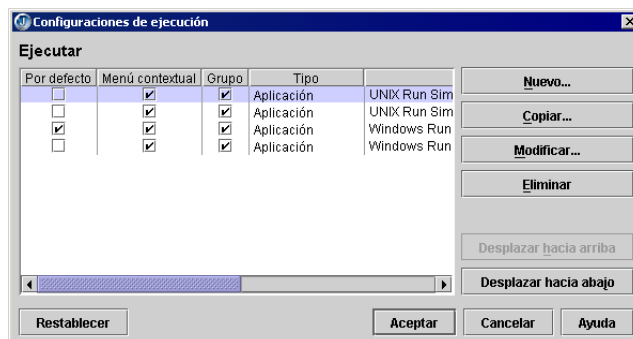 Configuraciones de ejecución
Ejecutar
Por defecto Menú contextual Grupo Tipo
Aplicación UNIX Run Sim
Aplicación UNIX Run Sim
Aplicación Windows Run
Aplicación Windows Run
Nuevo...
Copiar...
Modificar...
Eliminar
Desplazar hacia arriba
Desplazar hacia abajo
Restablecer Aceptar Cancelar Ayuda